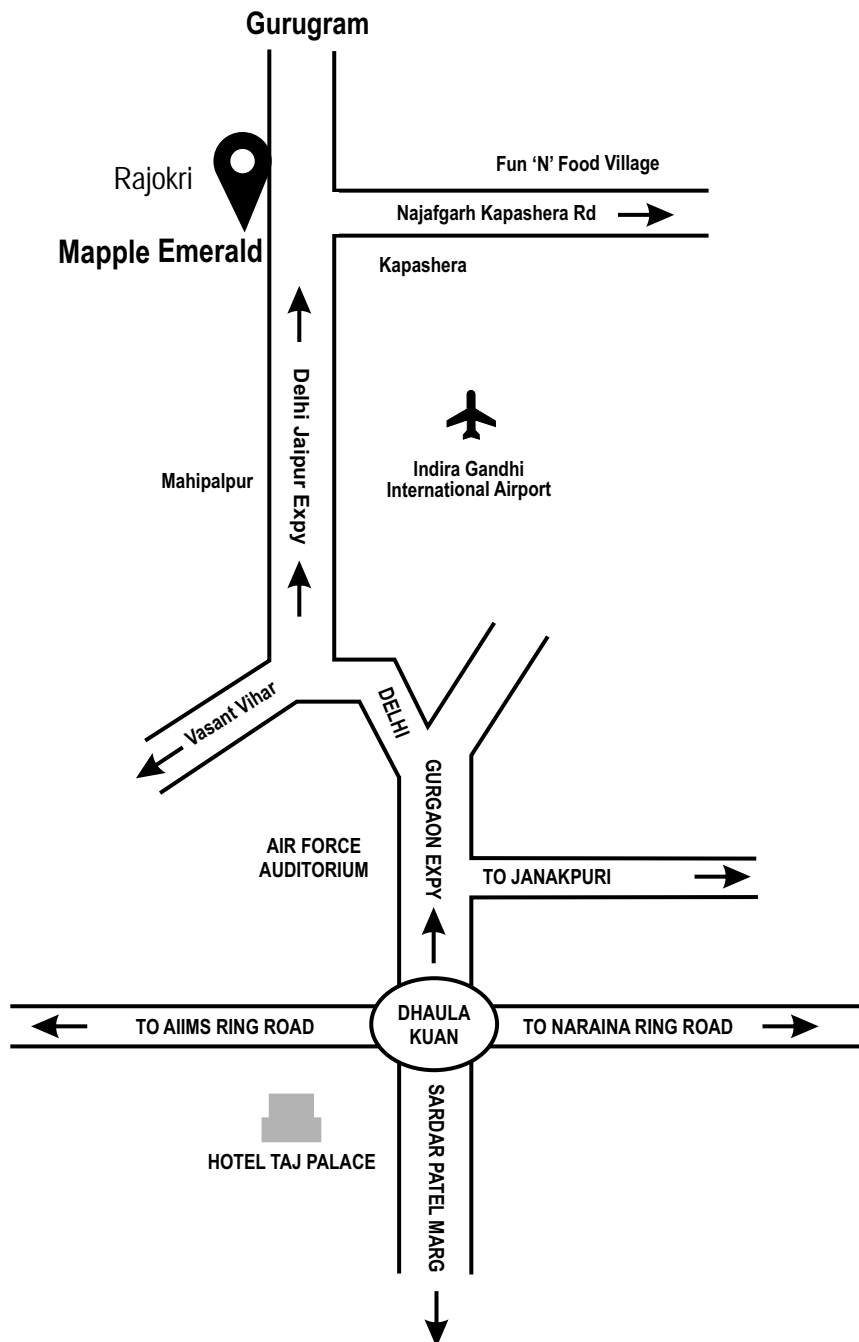 Gurugram
Fun ‘N’ Food Village
Rajokri
Najafgarh Kapashera Rd
Mapple Emerald
Kapashera
Delhi Jaipur Expy
Indira Gandhi
International Airport
Mahipalpur
Vasant Vihar
DELHI
GURGAON EXPY
AIR FORCE
AUDITORIUM
TO JANAKPURI
TO AIIMS RING ROAD
DHAULA
KUAN
TO NARAINA RING ROAD
SARDAR PATEL MARG
HOTEL TAJ PALACE